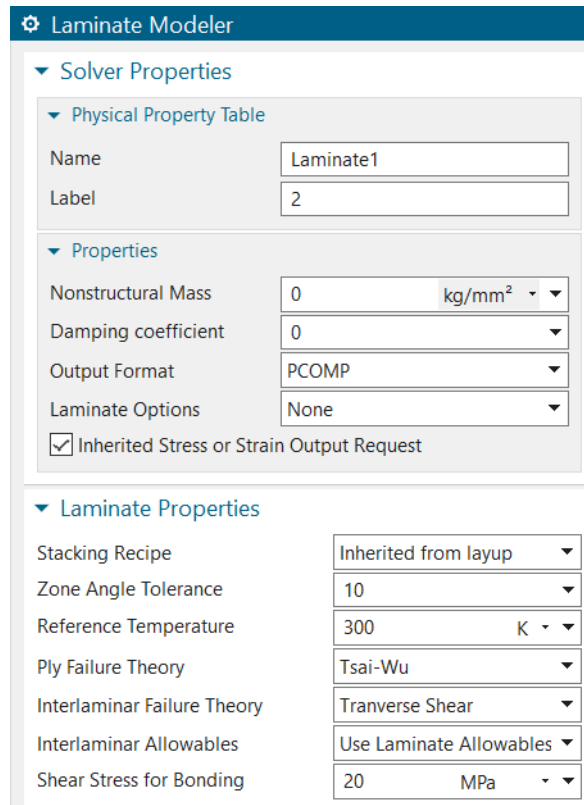 Laminate Modeler
Solver Properties
Physical Property Table
Name Laminate1
Label 2
Properties
Nonstructural Mass 0 kg/mm²
Damping coefficient 0
Output Format PCOMP
Laminate Options None
Inherited Stress or Strain Output Request
Laminate Properties
Stacking Recipe Inherited from layup
Zone Angle Tolerance 10
Reference Temperature 300 K
Ply Failure Theory Tsai-Wu
Interlaminar Failure Theory Tranverse Shear
Interlaminar Allowables Use Laminate Allowables
Shear Stress for Bonding 20 MPa